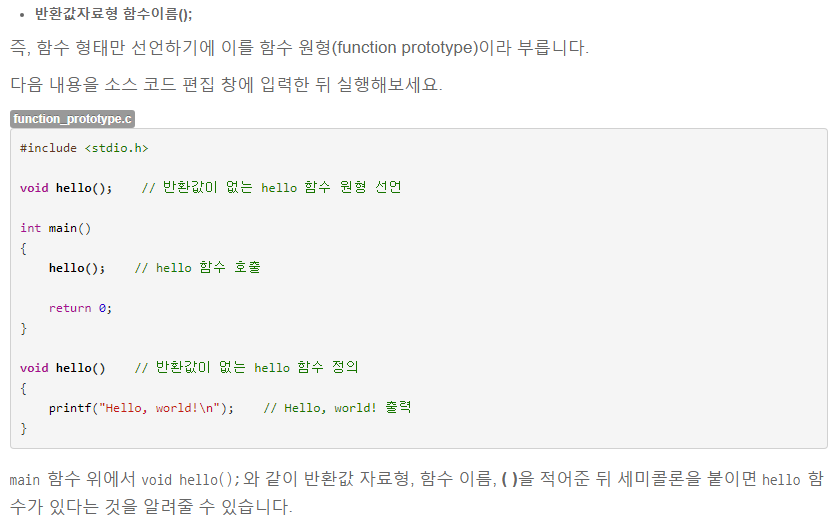 • 반환값자료형 함수이름();
즉, 함수 형태만 선언하기에 이를 함수 원형(function prototype)이라 부릅니다.
다음 내용을 소스 코드 편집 창에 입력한 뒤 실행해보세요.
function_prototype.c
#include <stdio.h>
void hello();    // 반환값이 없는 hello 함수 원형 선언
int main()
{
    hello();    // hello 함수 호출
    return 0;
}
void hello()    // 반환값이 없는 hello 함수 정의
{
    printf("Hello, world!\n");    // Hello, world! 출력
}
main 함수 위에서 void hello();와 같이 반환값 자료형, 함수 이름, ( )을 적어준 뒤 세미콜론을 붙이면 hello 함
수가 있다는 것을 알려줄 수 있습니다.